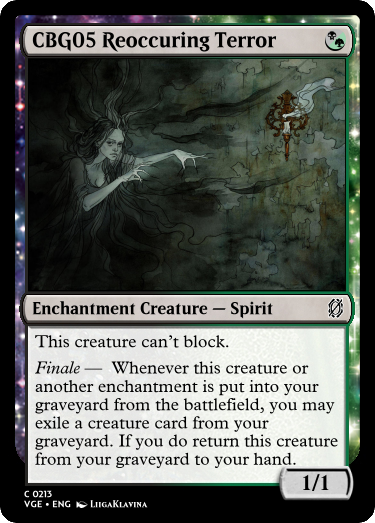 CBG05 Reoccuring Terror
Enchantment Creature — Spirit
This creature can't block.
Finale — Whenever this creature or
another enchantment is put into your
graveyard from the battlefield, you may
exile a creature card from your
graveyard. If you do return this creature
from your graveyard to your hand.
1/1
C 0213
VGE • ENG LiigaKlavina